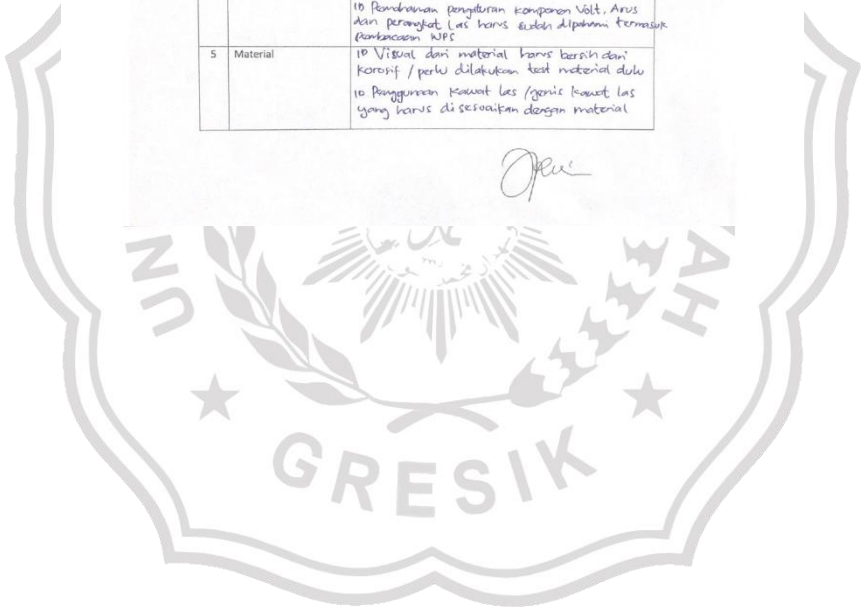 10 Pemahaman pengaturan komponen Volt, Arus
dan perangkat Las harus sudah dipahami termasuk
pembacaan WPS
5 Material
10 Visual dari material harus bersih dari
korosif / perlu dilakukan test material dulu
10 Penggunaan kawat las / jenis kawat las
yang harus disesuaikan dengan material
UN
AH
GRESIK